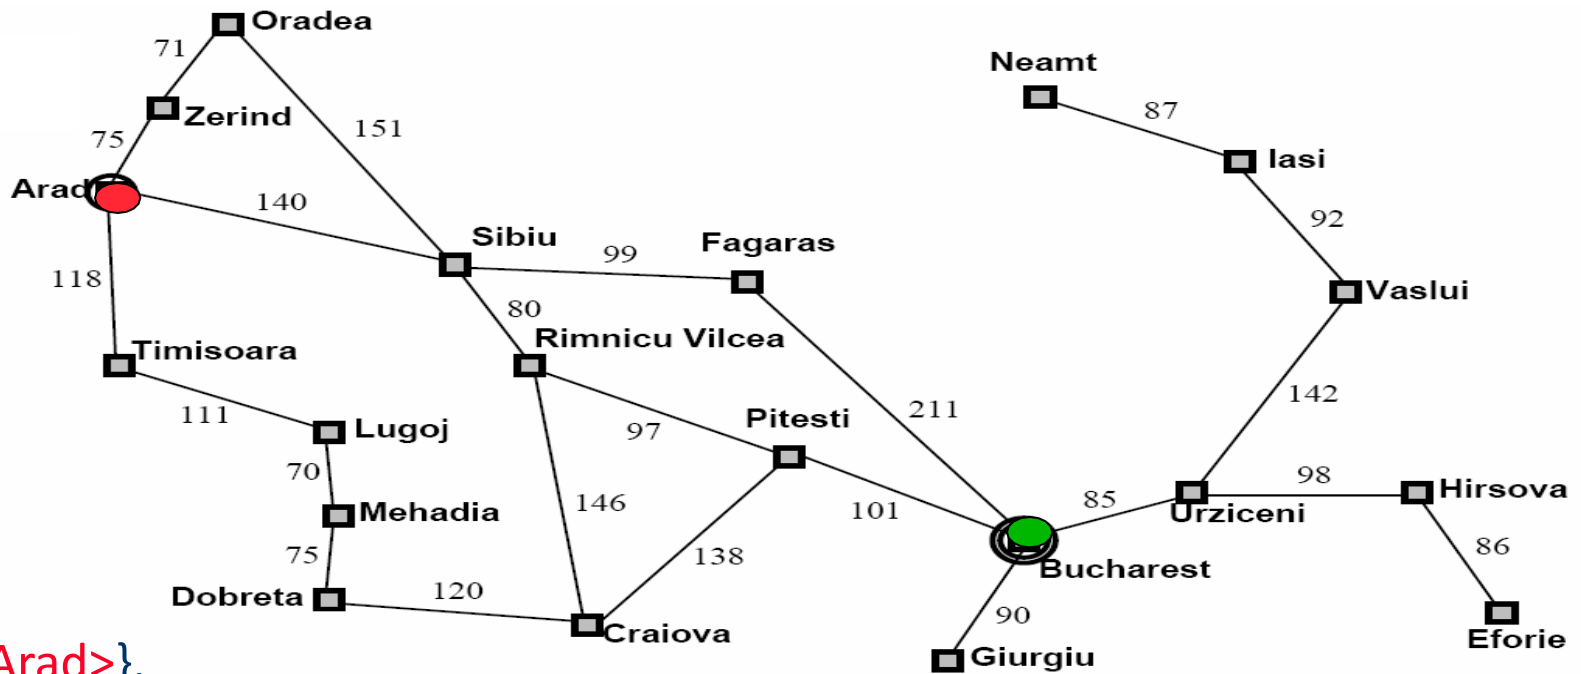 Oradea
71
Neamt
87
Zerind
151
75
Iasi
Arad
140
92
Sibiu
Fagaras
99
118
Vaslui
80
Rimnicu Vilcea
Timisoara
142
111
211
Pitesti
Lugoj
97
70
98
Hirsova
85
146
101
Urziceni
Mehadia
86
75
138
Bucharest
120
Dobreta
90
Craiova
Eforie
Giurgiu
Arad>}.